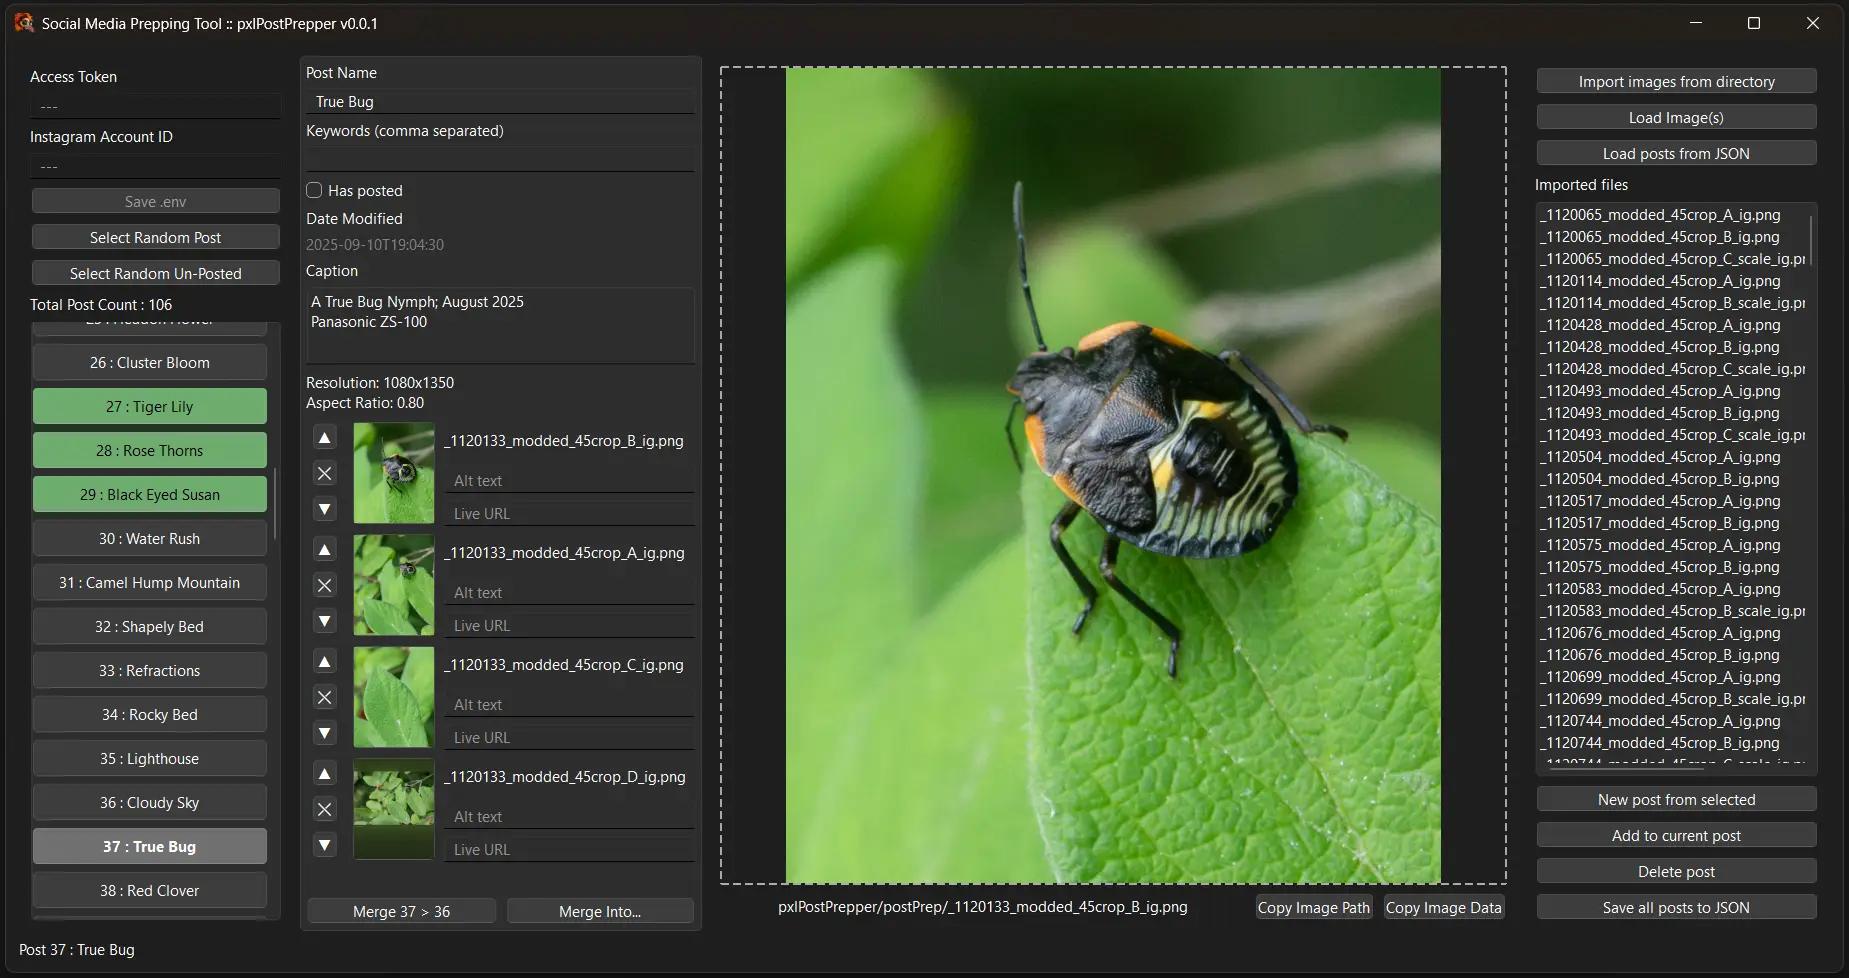 Social Media Prepping Tool :: pxlPostPrepper v0.0.1
Access Token
---
Instagram Account ID
---
Save .env
Select Random Post
Select Random Un-Posted
Total Post Count : 106
26 : Cluster Bloom
27 : Tiger Lily
28 : Rose Thorns
29 : Black Eyed Susan
30 : Water Rush
31 : Camel Hump Mountain
32 : Shapely Bed
33 : Refractions
34 : Rocky Bed
35 : Lighthouse
36 : Cloudy Sky
37 : True Bug
38 : Red Clover
Post 37 : True Bug
Post Name
True Bug
Keywords (comma separated)
Has posted
Date Modified
2025-09-10T19:04:30
Caption
A True Bug Nymph; August 2025
Panasonic ZS-100
Resolution: 1080x1350
Aspect Ratio: 0.80
_1120133_modded_45crop_B_ig.png
Alt text
Live URL
_1120133_modded_45crop_A_ig.png
Alt text
Live URL
_1120133_modded_45crop_C_ig.png
Alt text
Live URL
_1120133_modded_45crop_D_ig.png
Alt text
Live URL
Merge 37 > 36
Merge Into...
pxlPostPrepper/postPrep/_1120133_modded_45crop_B_ig.png
Copy Image Path
Copy Image Data
Import images from directory
Load Image(s)
Load posts from JSON
Imported files
_1120065_modded_45crop_A_ig.png
_1120065_modded_45crop_B_ig.png
_1120065_modded_45crop_C_scale_ig.pr
_1120114_modded_45crop_A_ig.png
_1120114_modded_45crop_B_scale_ig.pr
_1120428_modded_45crop_A_ig.png
_1120428_modded_45crop_B_ig.png
_1120428_modded_45crop_C_scale_ig.pr
_1120493_modded_45crop_A_ig.png
_1120493_modded_45crop_B_ig.png
_1120493_modded_45crop_C_scale_ig.pr
_1120504_modded_45crop_A_ig.png
_1120504_modded_45crop_B_ig.png
_1120517_modded_45crop_A_ig.png
_1120517_modded_45crop_B_ig.png
_1120575_modded_45crop_A_ig.png
_1120575_modded_45crop_B_ig.png
_1120583_modded_45crop_A_ig.png
_1120583_modded_45crop_B_scale_ig.pr
_1120676_modded_45crop_A_ig.png
_1120676_modded_45crop_B_ig.png
_1120699_modded_45crop_A_ig.png
_1120699_modded_45crop_B_scale_ig.pr
_1120744_modded_45crop_A_ig.png
_1120744_modded_45crop_B_ig.png
New post from selected
Add to current post
Delete post
Save all posts to JSON